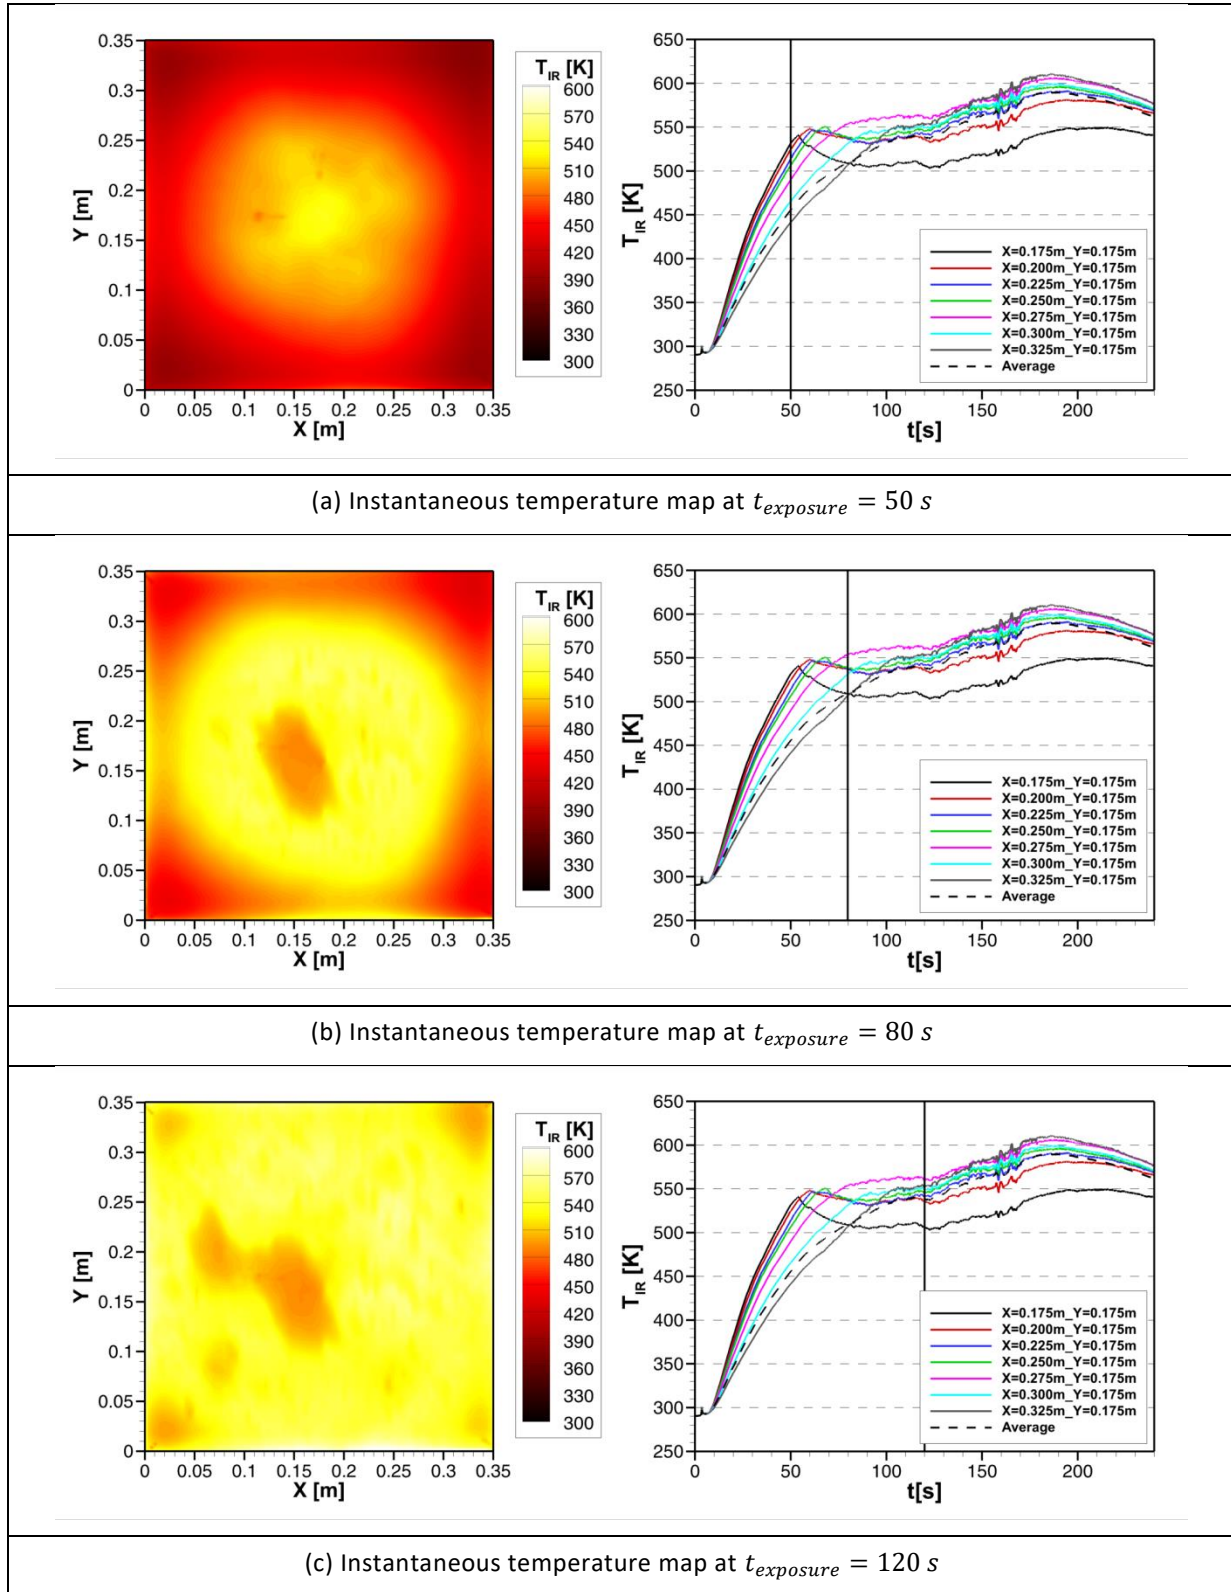 0.35
0.3
0.25
0.2
0.15
0.1
0.05
0
Y [m]
0 0.05 0.1 0.15 0.2 0.25 0.3 0.35
X [m]
T_IR [K]
600
570
540
510
480
450
420
390
360
330
300
650
600
550
500
450
400
350
300
250
T_IR [K]
0 50 100 150 200
t[s]
X=0.175m_Y=0.175m
X=0.200m_Y=0.175m
X=0.225m_Y=0.175m
X=0.250m_Y=0.175m
X=0.275m_Y=0.175m
X=0.300m_Y=0.175m
X=0.325m_Y=0.175m
Average
(a) Instantaneous temperature map at t_exposure = 50 s
0.35
0.3
0.25
0.2
0.15
0.1
0.05
0
Y [m]
0 0.05 0.1 0.15 0.2 0.25 0.3 0.35
X [m]
T_IR [K]
600
570
540
510
480
450
420
390
360
330
300
650
600
550
500
450
400
350
300
250
T_IR [K]
0 50 100 150 200
t[s]
X=0.175m_Y=0.175m
X=0.200m_Y=0.175m
X=0.225m_Y=0.175m
X=0.250m_Y=0.175m
X=0.275m_Y=0.175m
X=0.300m_Y=0.175m
X=0.325m_Y=0.175m
Average
(b) Instantaneous temperature map at t_exposure = 80 s
0.35
0.3
0.25
0.2
0.15
0.1
0.05
0
Y [m]
0 0.05 0.1 0.15 0.2 0.25 0.3 0.35
X [m]
T_IR [K]
600
570
540
510
480
450
420
390
360
330
300
650
600
550
500
450
400
350
300
250
T_IR [K]
0 50 100 150 200
t[s]
X=0.175m_Y=0.175m
X=0.200m_Y=0.175m
X=0.225m_Y=0.175m
X=0.250m_Y=0.175m
X=0.275m_Y=0.175m
X=0.300m_Y=0.175m
X=0.325m_Y=0.175m
Average
(c) Instantaneous temperature map at t_exposure = 120 s